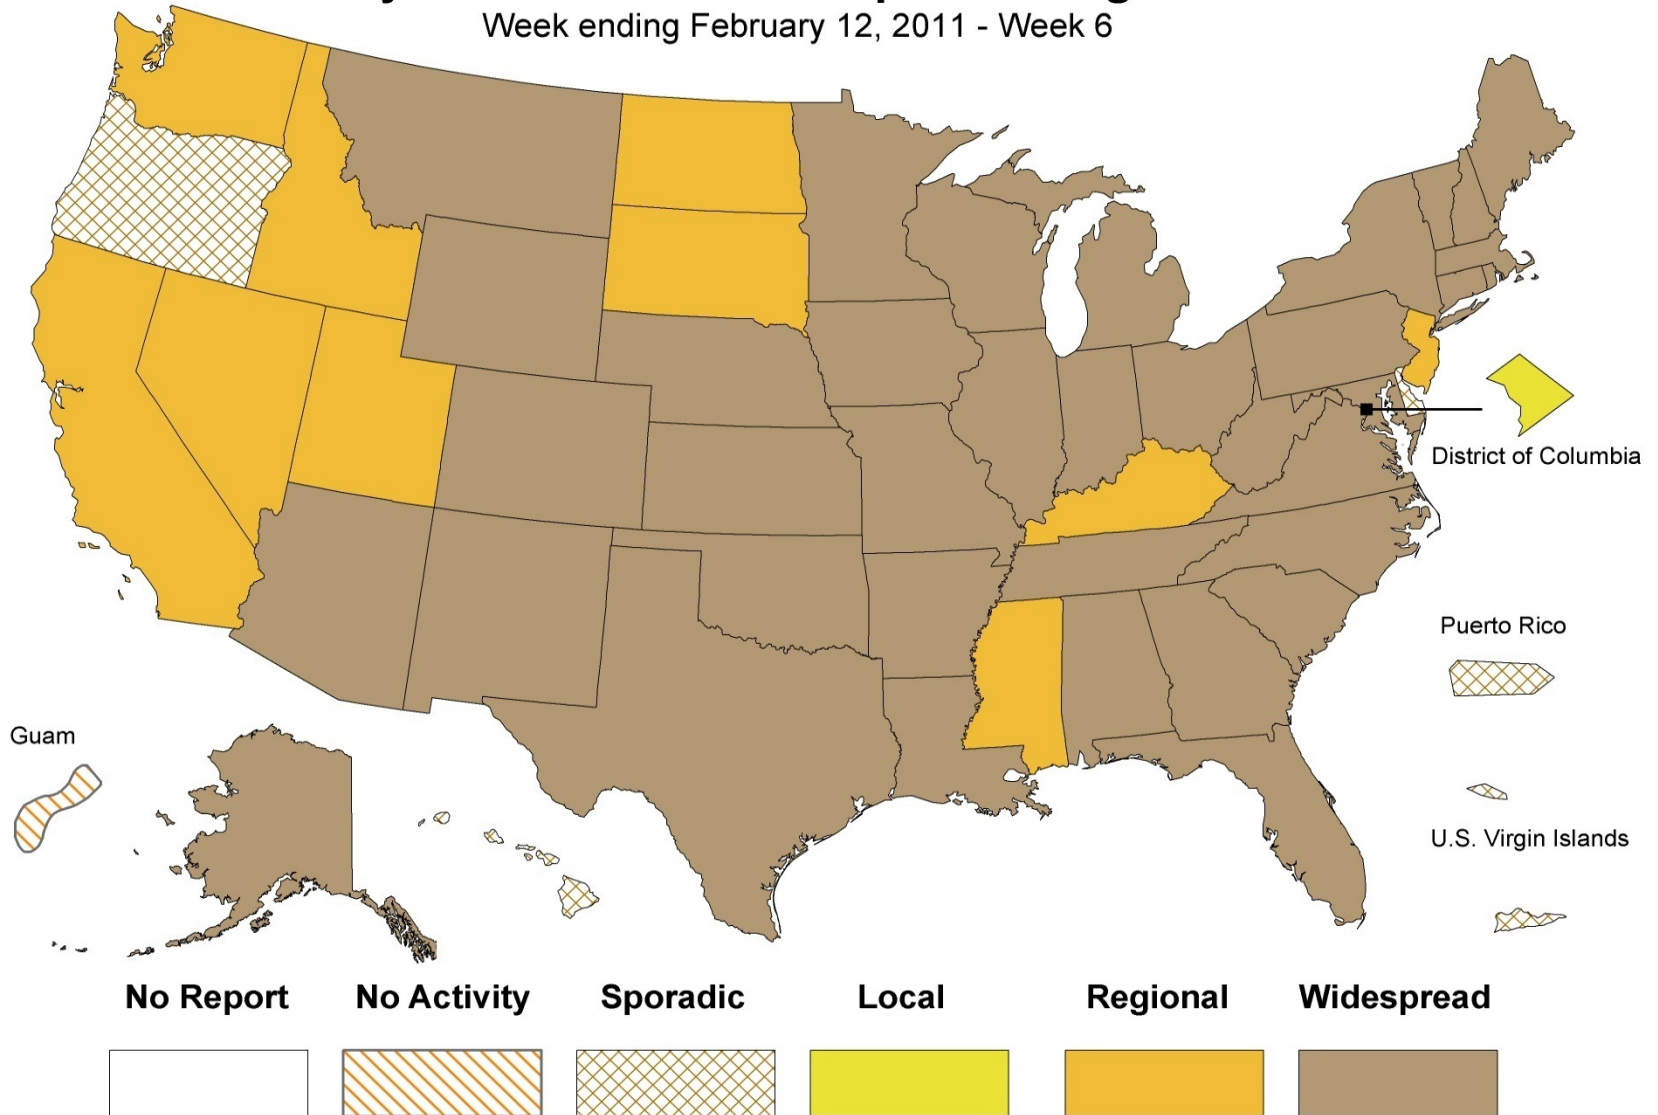 Week ending February 12, 2011 - Week 6
District of Columbia
Puerto Rico
Guam
U.S. Virgin Islands
No Report No Activity Sporadic Local Regional Widespread